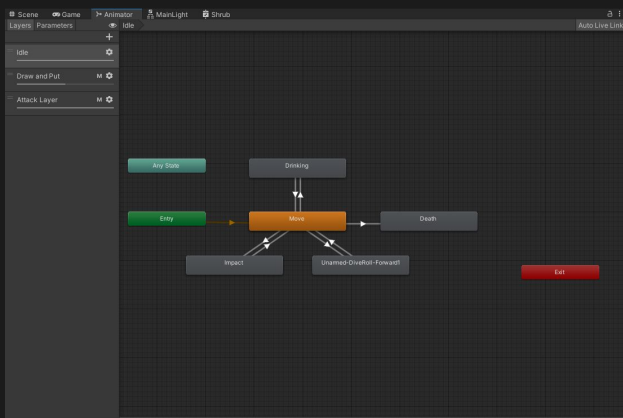 Scene Game Animator MainLight Shrub
Layers Parameters Idle Auto Live Link
Idle
Draw and Put M
Attack Layer M
Any State Drinking
Entry Move Death
Impact Unarmed-DiveRoll-Forward1
Exit